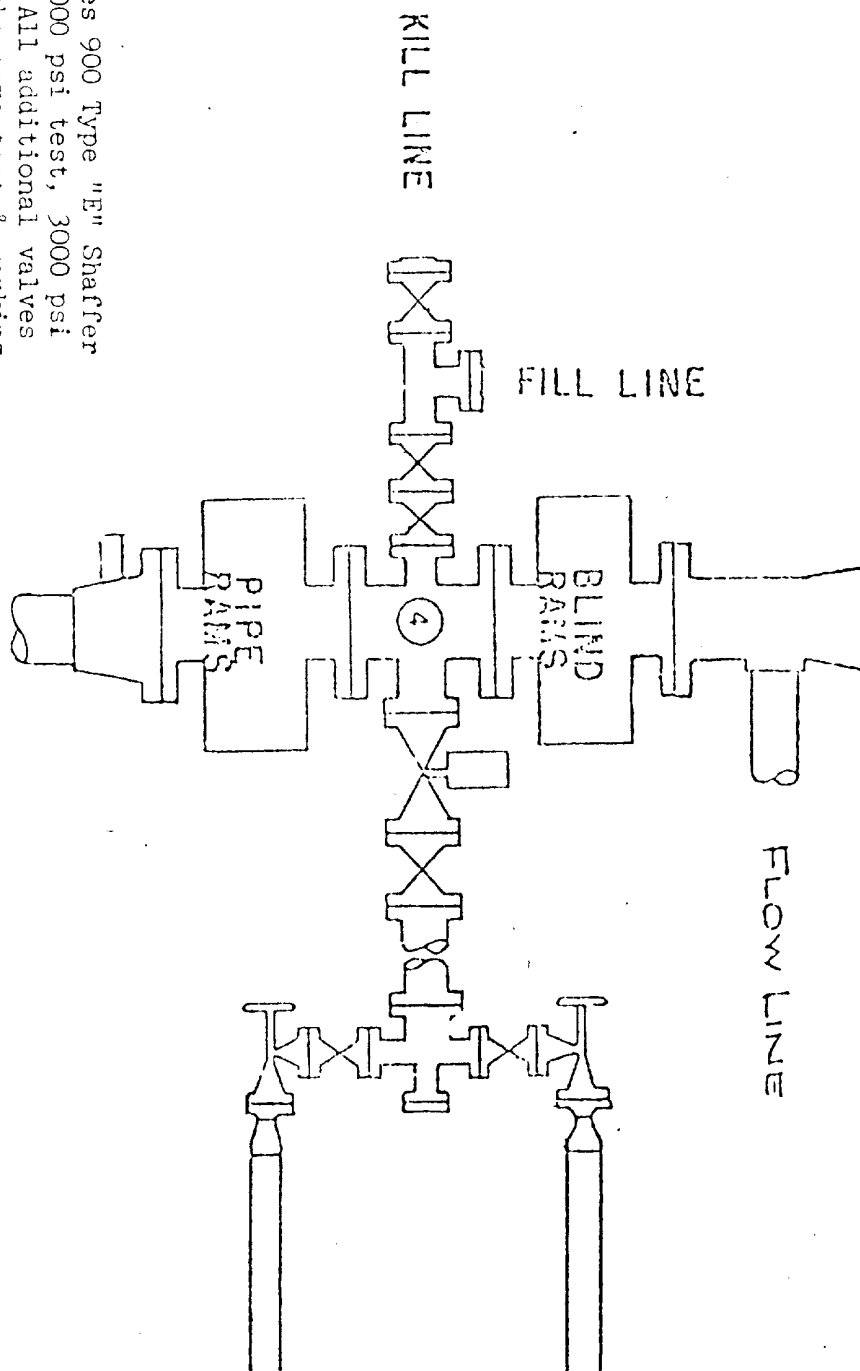 KILL LINE
FILL LINE
BLIND
RAMS
PIPE
RAMS
4
FLOW LINE
900 Type "E" Shaffer
psi test, 3000 psi
All additional valves